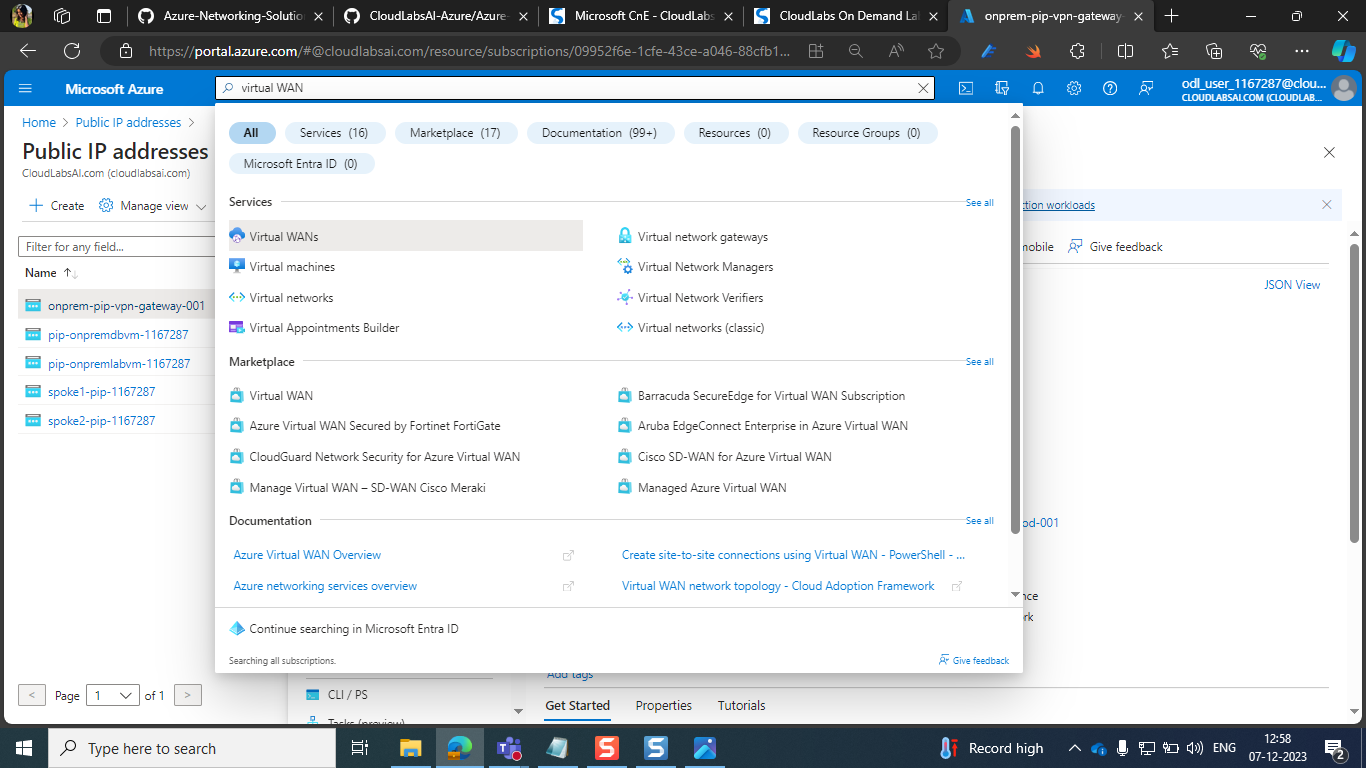 Azure-Networking-Solution
CloudLabsAI-Azure/Azure-
Microsoft CnE - CloudLabs
CloudLabs On Demand La
onprem-pip-vpn-gateway-
https://portal.azure.com/#@cloudlabsai.com/resource/subscriptions/09952f6e-1cfe-43ce-a046-88cfb1...
Microsoft Azure
virtual WAN
odl_user_1167287@clou...
CLOUDLABSAI.COM (CLOUDLAB...
Home > Public IP addresses >
Public IP addresses
CloudLabsAI.com (cloudlabsai.com)
Create
Manage view
Filter for any field...
Name
onprem-pip-vpn-gateway-001
pip-onpremdbvm-1167287
pip-onpremlabvm-1167287
spoke1-pip-1167287
spoke2-pip-1167287
< Page 1 of 1 >
All
Services (16)
Marketplace (17)
Documentation (99+)
Resources (0)
Resource Groups (0)
Microsoft Entra ID (0)
Services
See all
Virtual WANs
Virtual network gateways
Virtual machines
Virtual Network Managers
Virtual networks
Virtual Network Verifiers
Virtual Appointments Builder
Virtual networks (classic)
Marketplace
See all
Virtual WAN
Barracuda SecureEdge for Virtual WAN Subscription
Azure Virtual WAN Secured by Fortinet FortiGate
Aruba EdgeConnect Enterprise in Azure Virtual WAN
CloudGuard Network Security for Azure Virtual WAN
Cisco SD-WAN for Azure Virtual WAN
Manage Virtual WAN – SD-WAN Cisco Meraki
Managed Azure Virtual WAN
Documentation
See all
Azure Virtual WAN Overview
Create site-to-site connections using Virtual WAN - PowerShell - ...
Azure networking services overview
Virtual WAN network topology - Cloud Adoption Framework
Continue searching in Microsoft Entra ID
Searching all subscriptions.
Give feedback
ction workloads
mobile
Give feedback
JSON View
od-001
nce
rk
Add tags
CLI / PS
Tasks (preview)
Get Started
Properties
Tutorials
Type here to search
Record high
ENG
12:58
07-12-2023
2